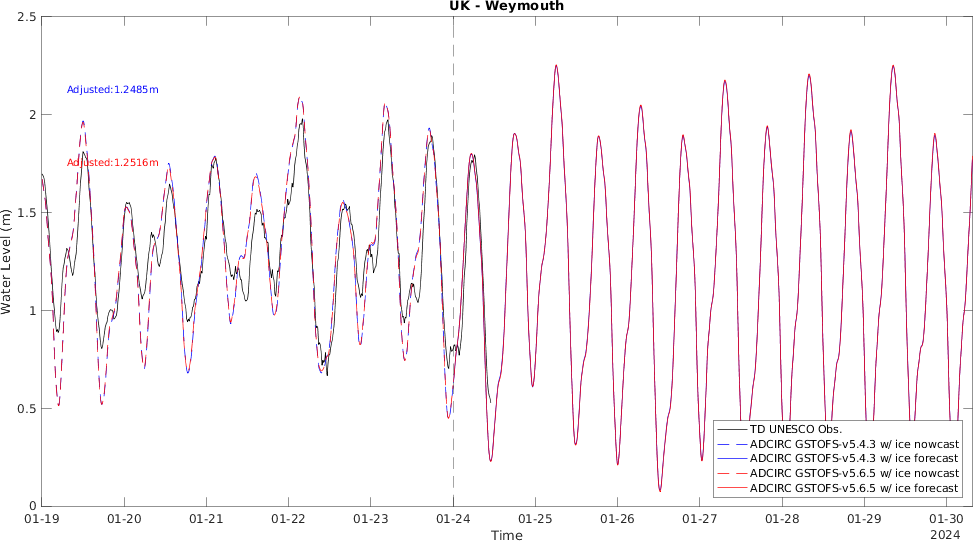 UK - Weymouth
2.5
2
1.5
1
0.5
0
Water Level (m)
Adjusted:1.2485m
Adjusted:1.2516m
TD UNESCO Obs.
ADCIRC GSTOFS-v5.4.3 w/ ice nowcast
ADCIRC GSTOFS-v5.4.3 w/ ice forecast
ADCIRC GSTOFS-v5.6.5 w/ ice nowcast
ADCIRC GSTOFS-v5.6.5 w/ ice forecast
01-19 01-20 01-21 01-22 01-23 01-24 01-25 01-26 01-27 01-28 01-29 01-30
2024
Time